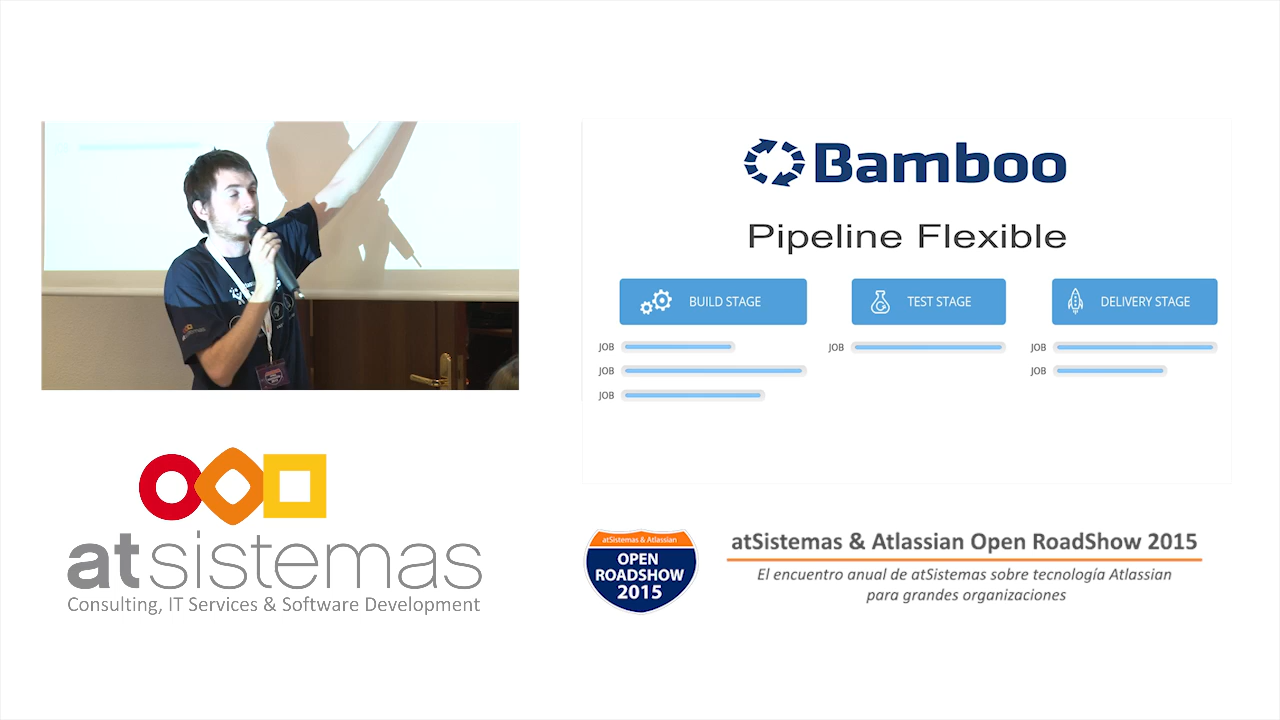 Bamboo
Pipeline Flexible
BUILD STAGE
TEST STAGE
DELIVERY STAGE
JOB
JOB
JOB
JOB
JOB
JOB
atsistemas
Consulting, IT Services & Software Development
atSistemas & Atlassian
OPEN
ROADSHOW
2015
atSistemas & Atlassian Open RoadShow 2015
El encuentro anual de atSistemas sobre tecnología Atlassian
para grandes organizaciones